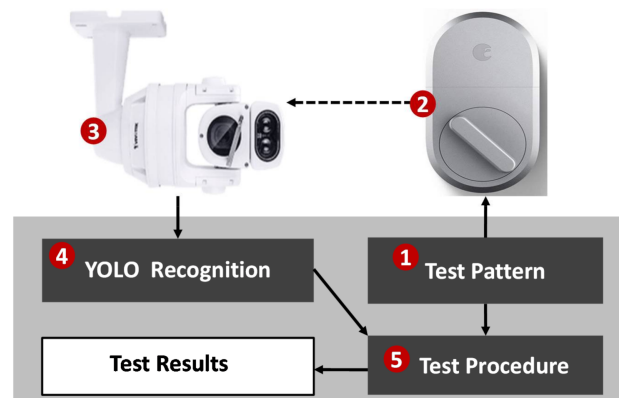 2
3
4
YOLO Recognition
1
Test Pattern
Test Results
5
Test Procedure